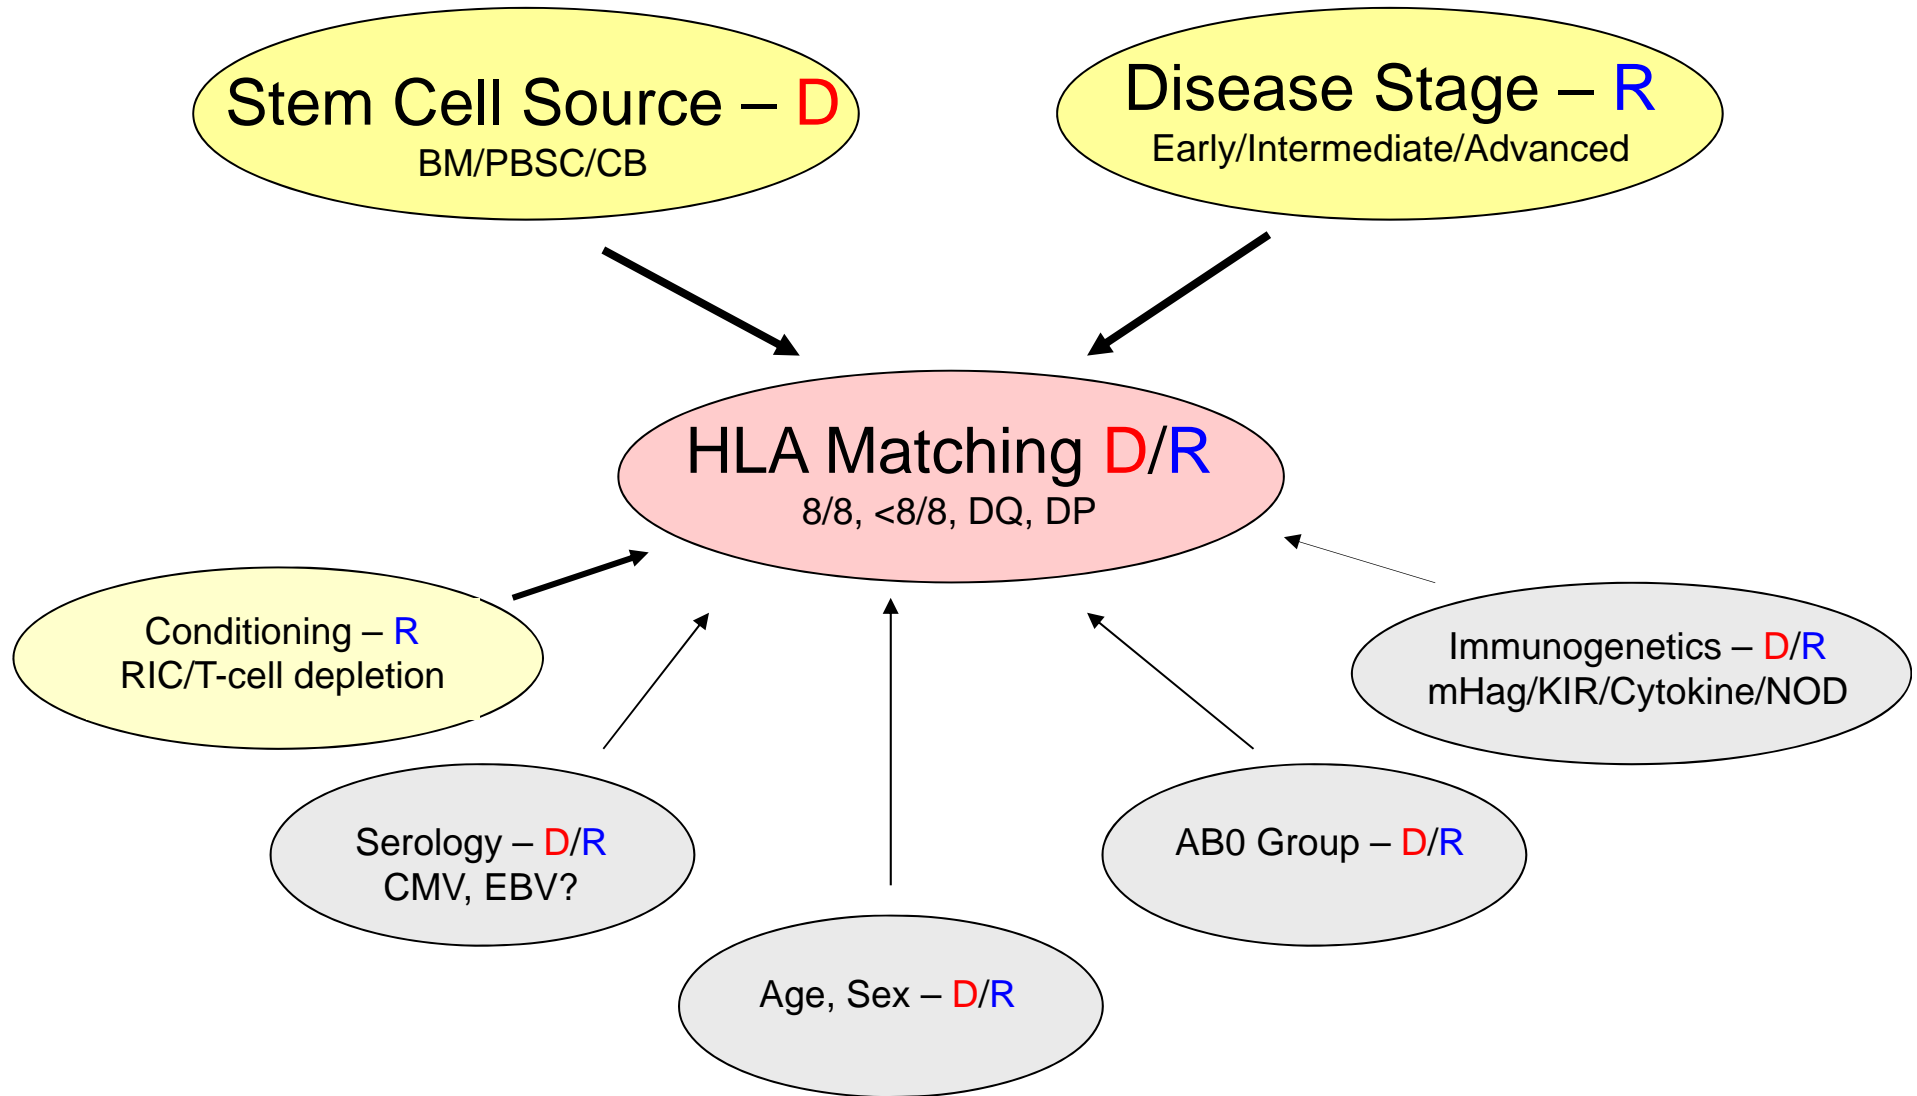 Stem Cell Source – D
BM/PBSC/CB
Disease Stage – R
Early/Intermediate/Advanced
HLA Matching D/R
8/8, <8/8, DQ, DP
Conditioning – R
RIC/T-cell depletion
Immunogenetics – D/R
mHag/KIR/Cytokine/NOD
Serology – D/R
CMV, EBV?
AB0 Group – D/R
Age, Sex – D/R